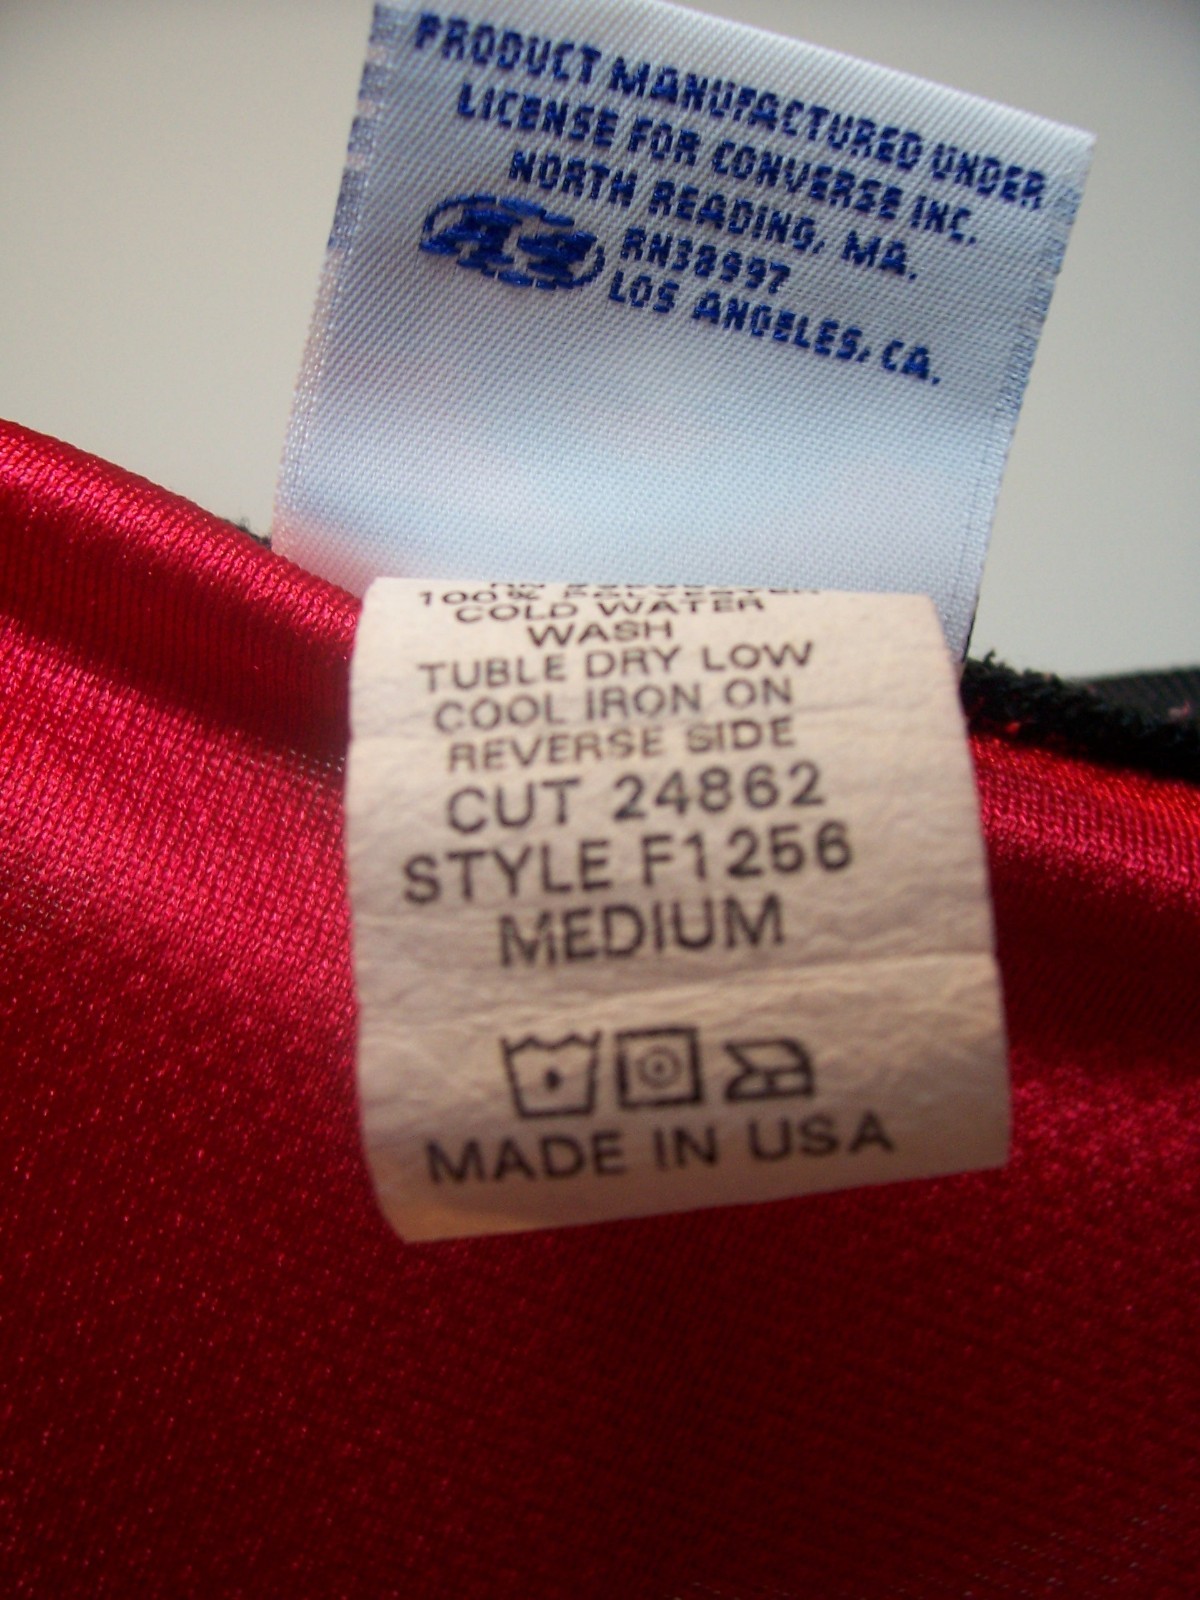 PRODUCT MANUFACTURED UNDER
LICENSE FOR CONVERSE INC.
NORTH READING, MA.
RN38997
LOS ANGELES, CA.
100% POLYESTER
COLD WATER
WASH
TUBLE DRY LOW
COOL IRON ON
REVERSE SIDE
CUT 24862
STYLE F1256
MEDIUM
MADE IN USA